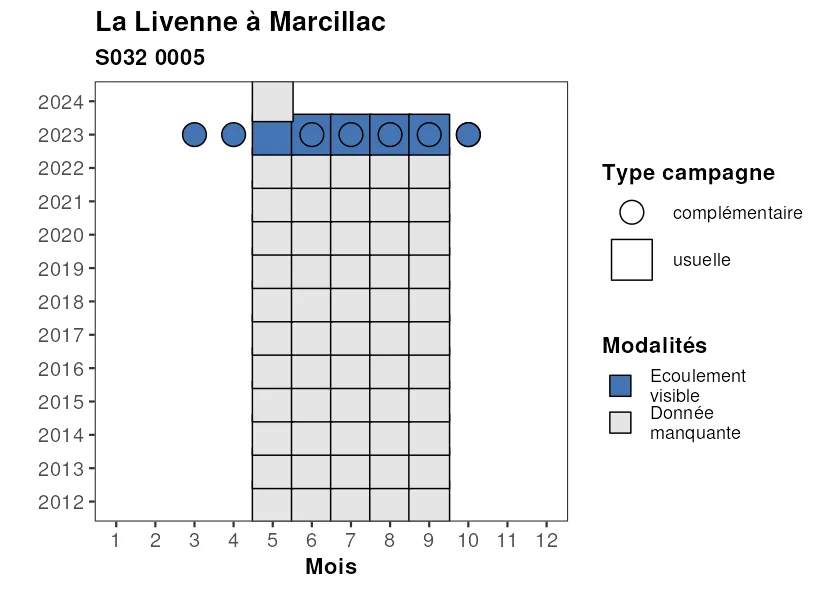 La Livenne à Marcillac
S032 0005
2024
2023
2022
2021
2020
2019
2018
2017
2016
2015
2014
2013
2012
1 2 3 4 5 6 7 8 9 10 11 12
Mois
Type campagne
complémentaire
usuelle
Modalités
Ecoulement
visible
Donnée
manquante